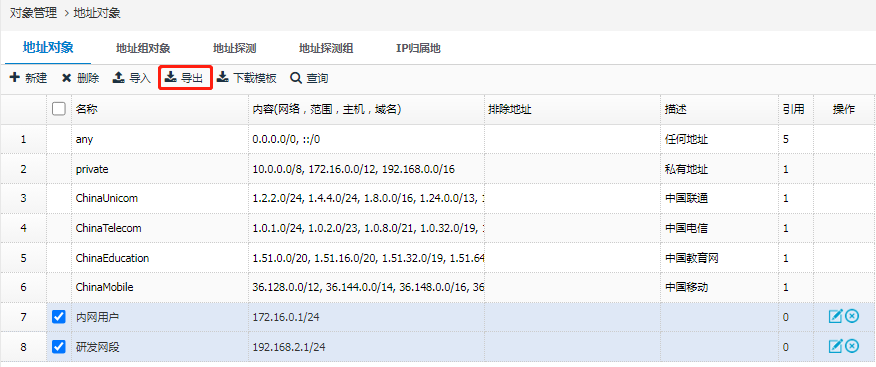 对象管理 > 地址对象
地址对象 地址组对象 地址探测 地址探测组 IP归属地
新建 删除 导入 导出 下载模板 查询
名称 内容(网络，范围，主机，域名) 排除地址 描述 引用 操作
1 any 0.0.0.0/0, ::/0 任何地址 5
2 private 10.0.0.0/8, 172.16.0.0/12, 192.168.0.0/16 私有地址 1
3 ChinaUnicom 1.2.2.0/24, 1.4.4.0/24, 1.8.0.0/16, 1.24.0.0/13, 1 中国联通 1
4 ChinaTelecom 1.0.1.0/24, 1.0.2.0/23, 1.0.8.0/21, 1.0.32.0/19, 1 中国电信 1
5 ChinaEducation 1.51.0.0/20, 1.51.16.0/20, 1.51.32.0/19, 1.51.64 中国教育网 1
6 ChinaMobile 36.128.0.0/12, 36.144.0.0/14, 36.148.0.0/16, 36 中国移动 1
7 内网用户 172.16.0.1/24 0
8 研发网段 192.168.2.1/24 0